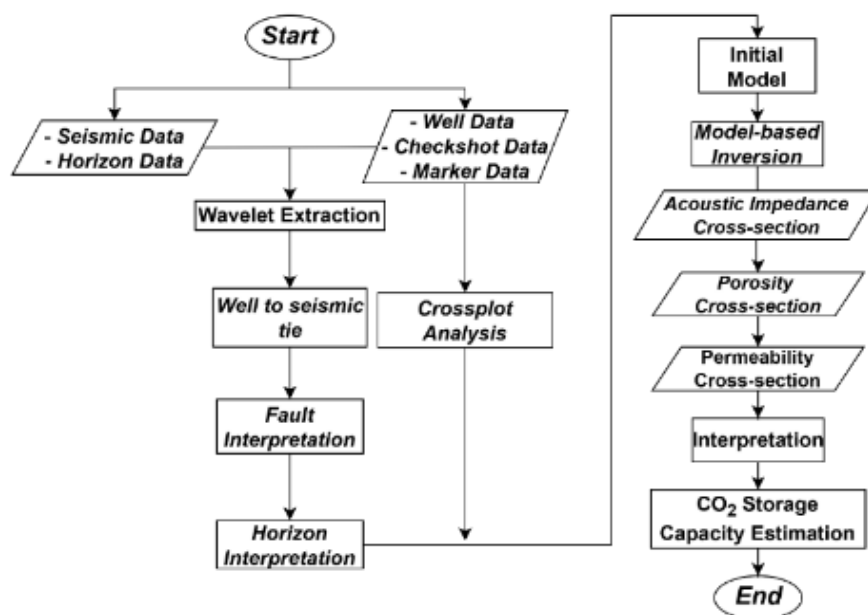 Start
- Seismic Data
- Horizon Data
- Well Data
- Checkshot Data
- Marker Data
Wavelet Extraction
Well to seismic
tie
Crossplot
Analysis
Fault
Interpretation
Horizon
Interpretation
Initial
Model
Model-based
Inversion
Acoustic Impedance
Cross-section
Porosity
Cross-section
Permeability
Cross-section
Interpretation
CO₂ Storage
Capacity Estimation
End